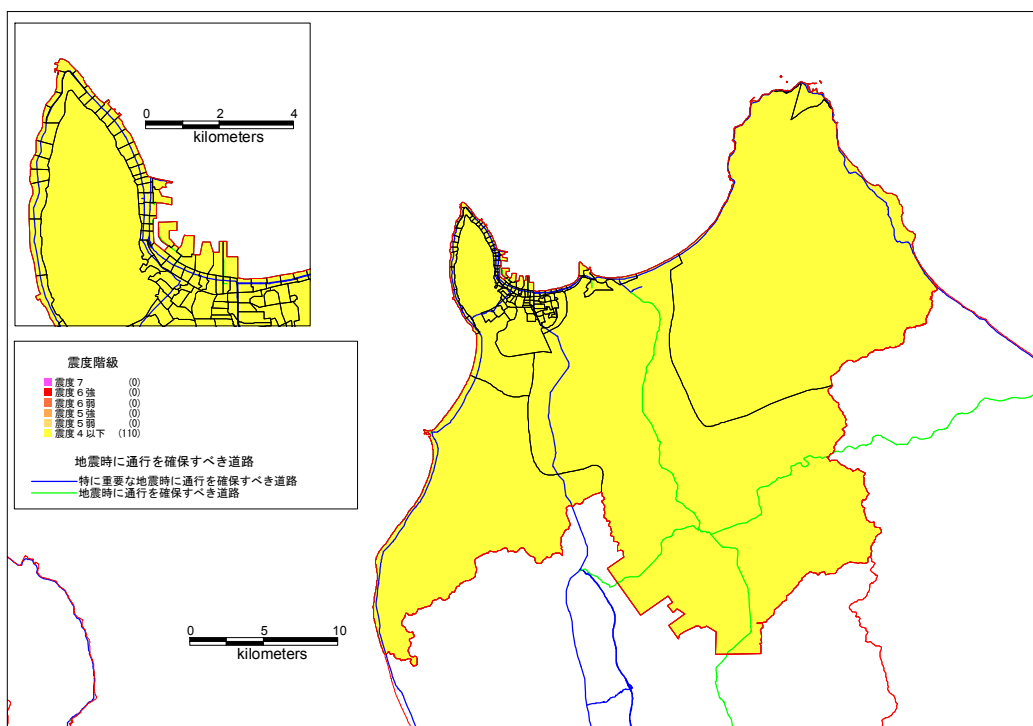 0 2 4
kilometers
震度階級
震度7 (0)
震度6強 (0)
震度6弱 (0)
震度5強 (0)
震度5弱 (0)
震度4以下 (110)
地震時に通行を確保すべき道路
特に重要な地震時に通行を確保すべき道路
地震時に通行を確保すべき道路
0 5 10
kilometers